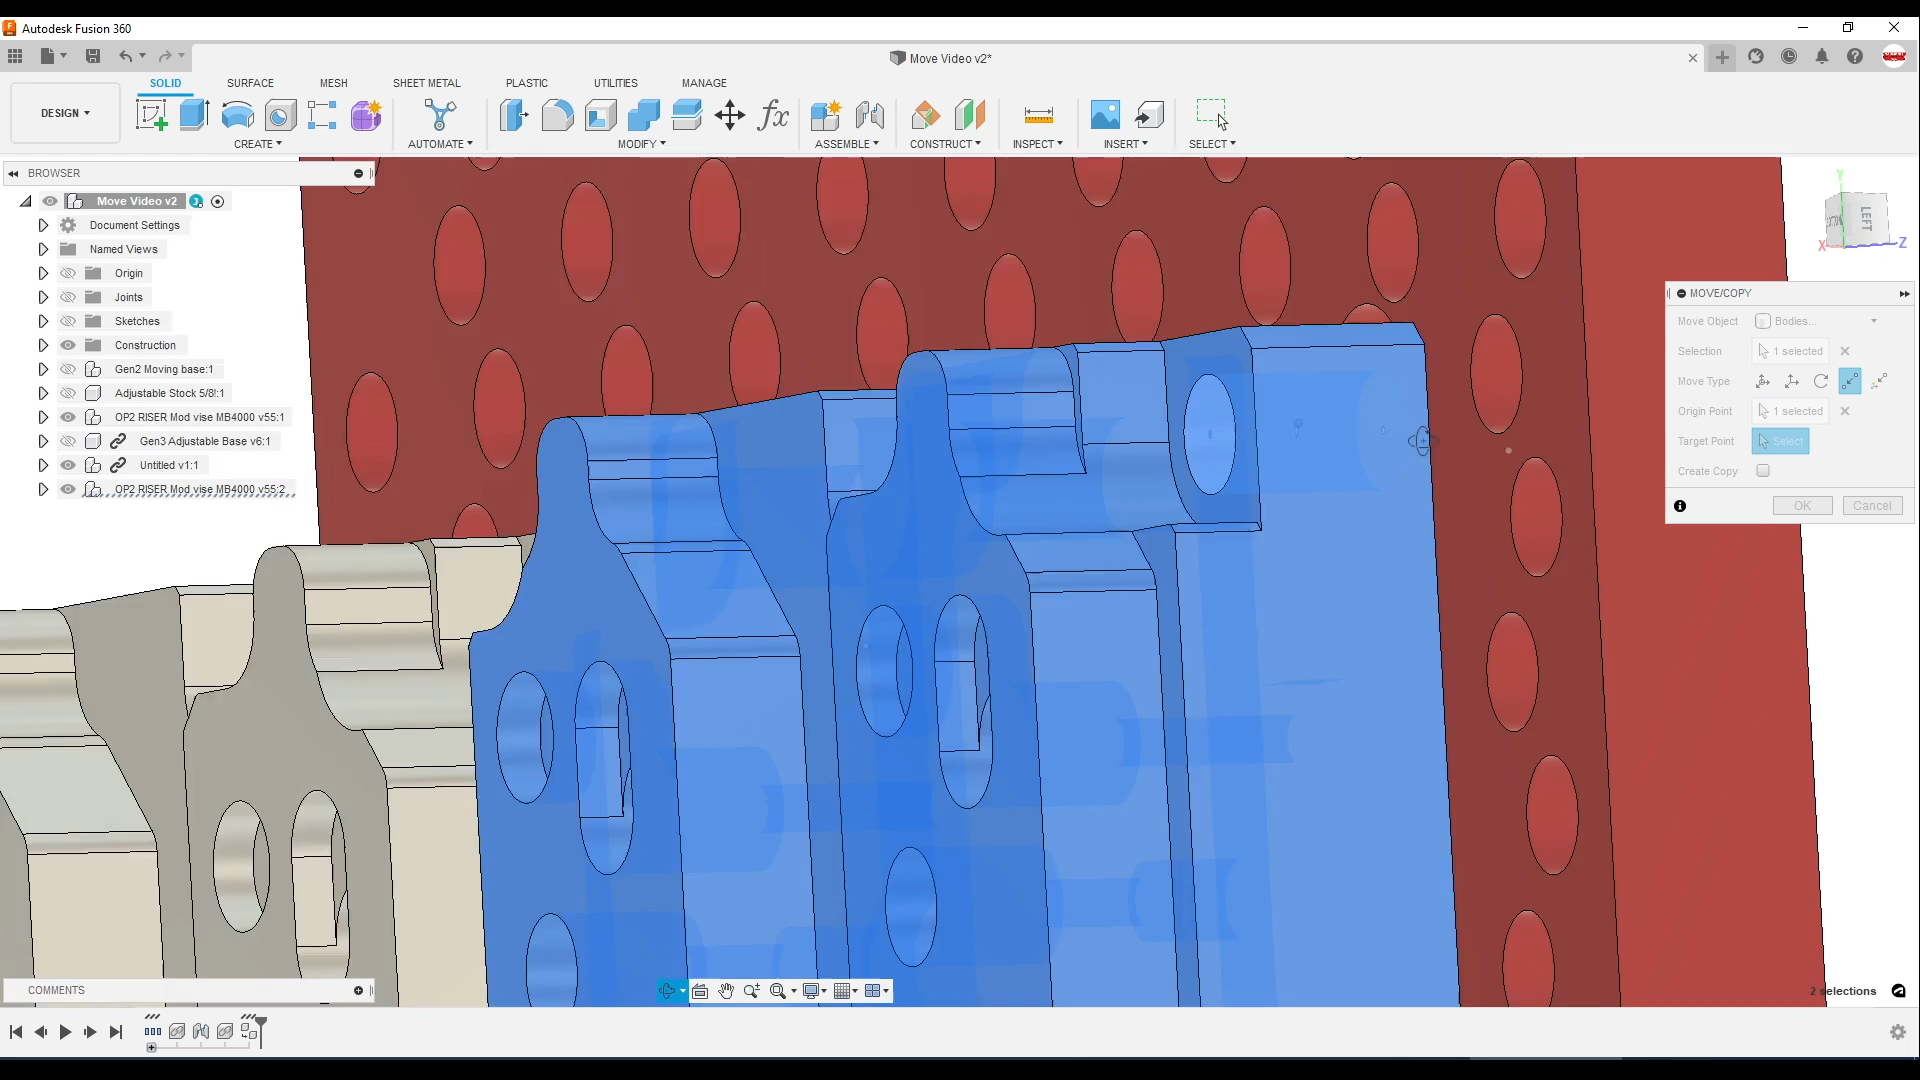 Autodesk Fusion 360
Move Video v2*
DESIGN
SOLID
SURFACE
MESH
SHEET METAL
PLASTIC
UTILITIES
MANAGE
CREATE
AUTOMATE
MODIFY
ASSEMBLE
CONSTRUCT
INSPECT
INSERT
SELECT
BROWSER
Move Video v2
Document Settings
Named Views
Origin
Joints
Sketches
Construction
Gen2 Moving base:1
Adjustable Stock 5/8!:1
OP2 RISER Mod vise MB4000 v55:1
Gen3 Adjustable Base v6:1
Untitled v1:1
OP2 RISER Mod vise MB4000 v55:2
Y
LEFT
X
Z
MOVE/COPY
Move Object
Bodies...
Selection
1 selected
Move Type
Origin Point
1 selected
Target Point
Select
Create Copy
OK
Cancel
COMMENTS
2 selections